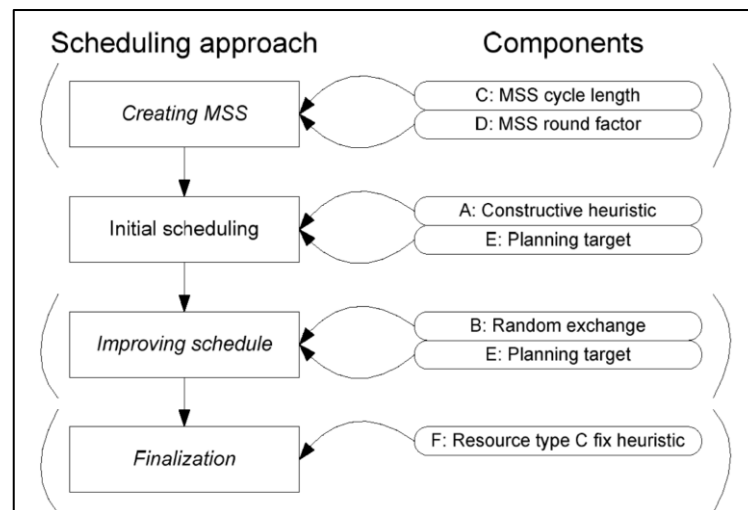 Scheduling approach
Components
Creating MSS
C: MSS cycle length
D: MSS round factor
Initial scheduling
A: Constructive heuristic
E: Planning target
Improving schedule
B: Random exchange
E: Planning target
Finalization
F: Resource type C fix heuristic